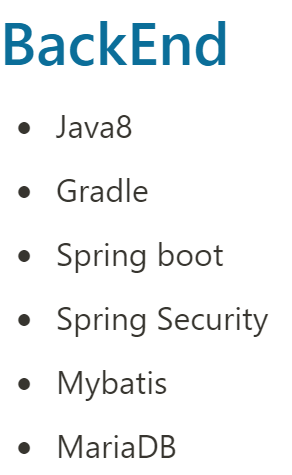 BackEnd
• Java8
• Gradle
• Spring boot
• Spring Security
• Mybatis
• MariaDB